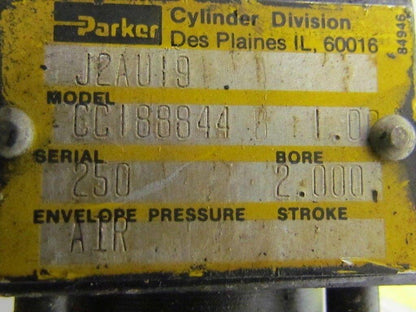 Parker Cylinder Division
Des Plaines IL, 60016
84946
J2AU19
MODEL
CC188844 1.00
SERIAL BORE
250 2.000
ENVELOPE PRESSURE STROKE
AIR